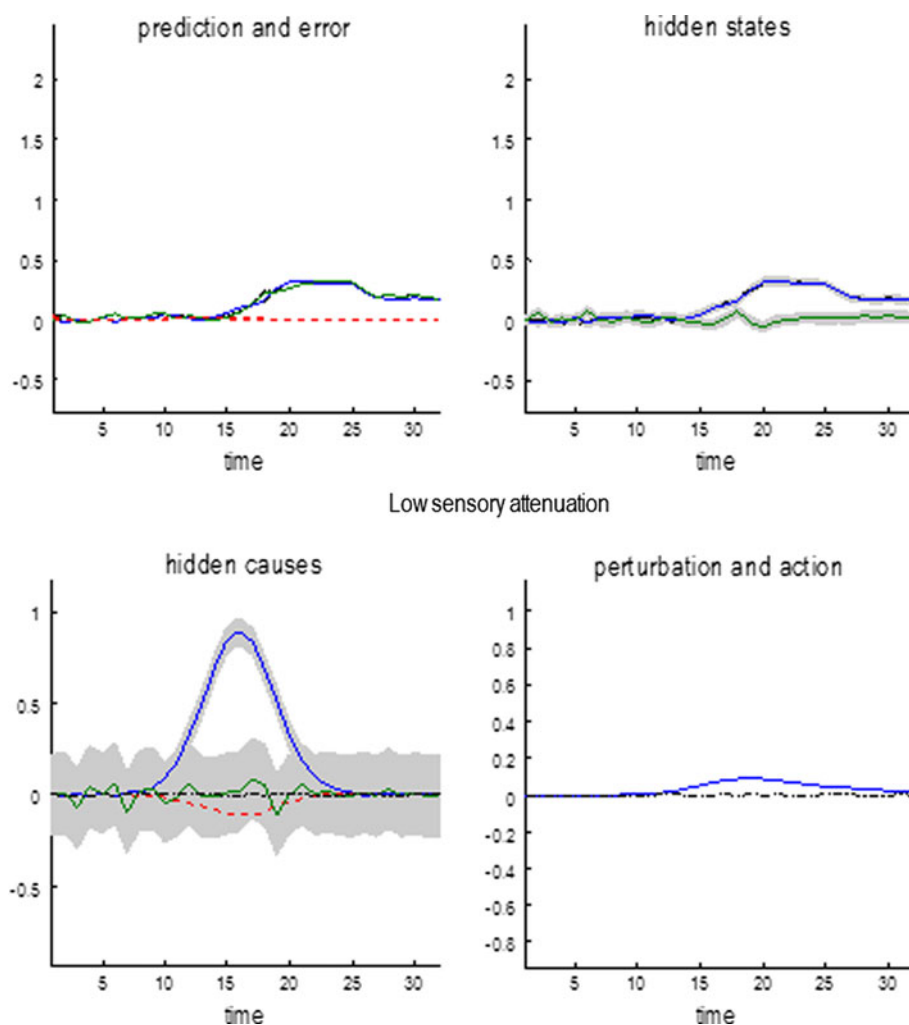 prediction and error
2
1.5
1
0.5
0
-0.5
5 10 15 20 25 30
time
hidden states
2
1.5
1
0.5
0
-0.5
5 10 15 20 25 30
time
Low sensory attenuation
hidden causes
1
0.5
0
-0.5
5 10 15 20 25 30
time
perturbation and action
1
0.8
0.6
0.4
0.2
0
-0.2
-0.4
-0.6
-0.8
5 10 15 20 25 30
time